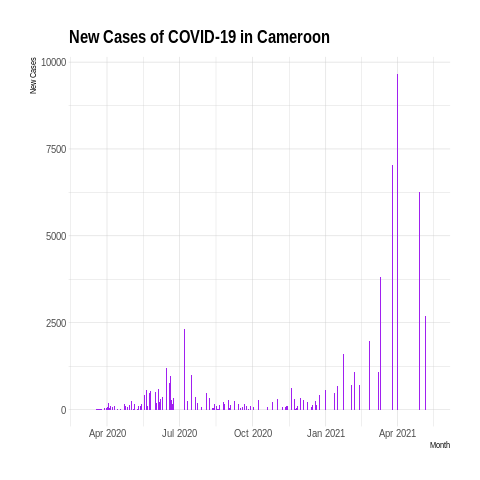 New Cases of COVID-19 in Cameroon
New Cases
10000
7500
5000
2500
0
Apr 2020 Jul 2020 Oct 2020 Jan 2021 Apr 2021
Month